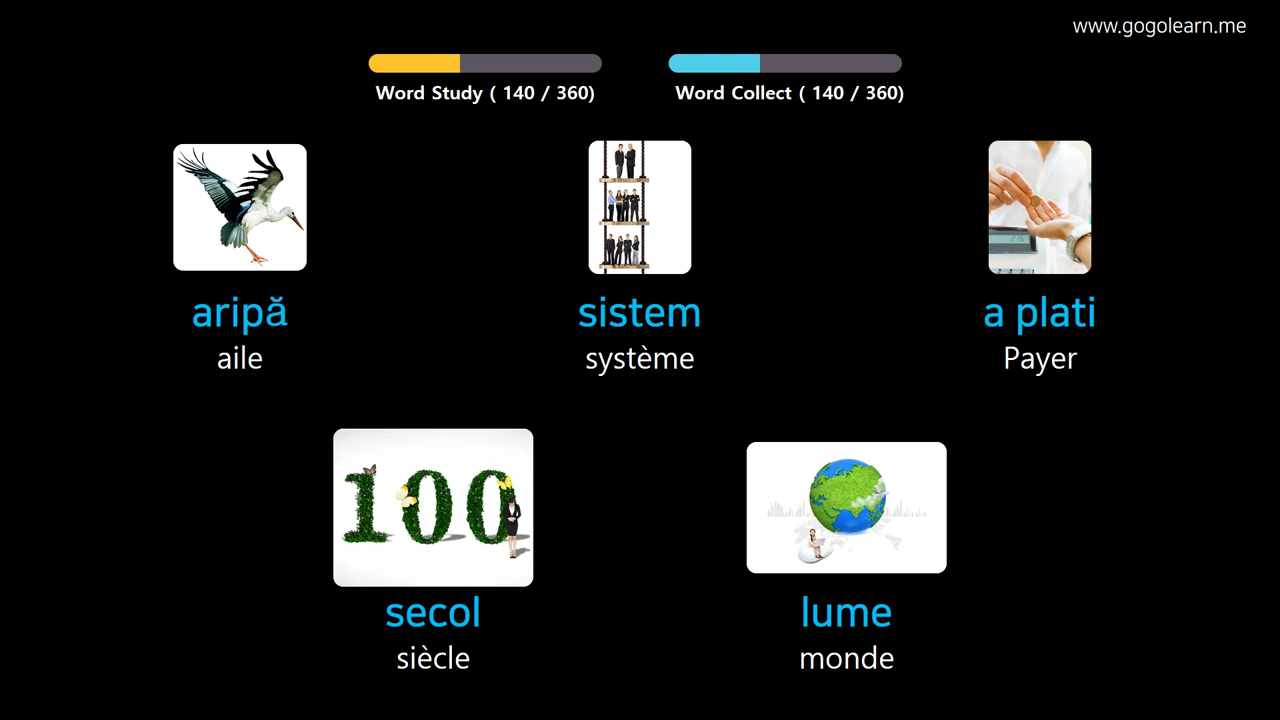 www.gogolearn.me
Word Study ( 140 / 360)
Word Collect ( 140 / 360)
aripă
aile
sistem
système
a plati
Payer
100
secol
siècle
lume
monde